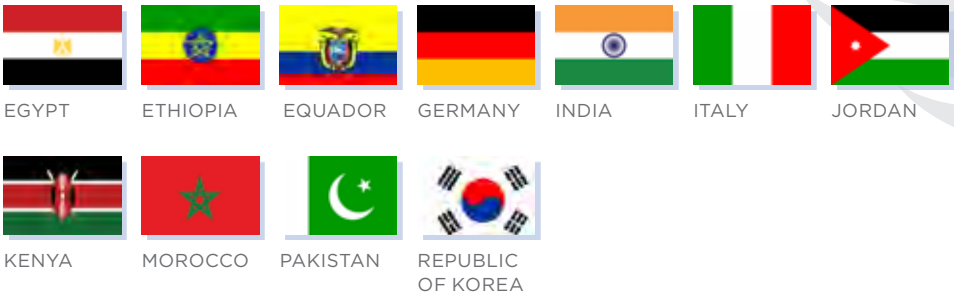 EGYPT ETHIOPIA EQUADOR GERMANY INDIA ITALY JORDAN
KENYA MOROCCO PAKISTAN REPUBLIC
OF KOREA